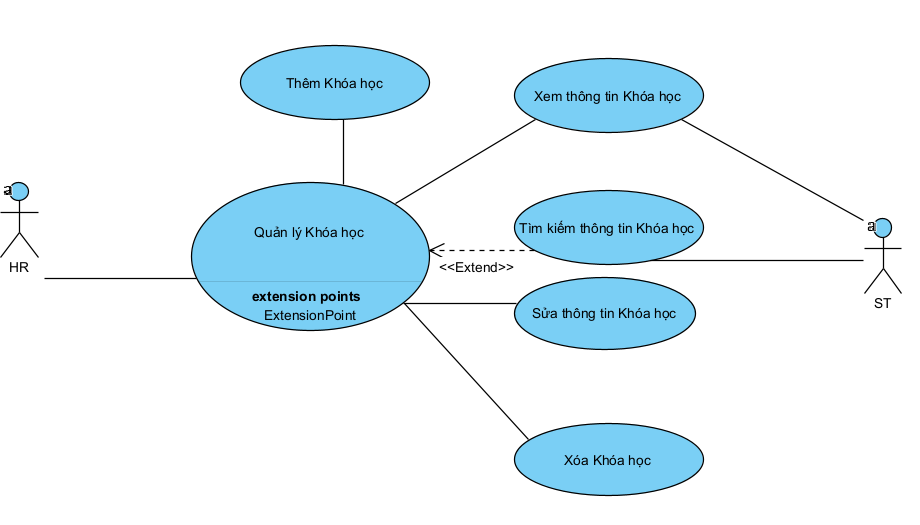 Thêm Khóa học
Xem thông tin Khóa học
a
HR
Quản lý Khóa học
extension points
ExtensionPoint
<<Extend>>
Tìm kiếm thông tin Khóa học
Sửa thông tin Khóa học
Xóa Khóa học
a
ST